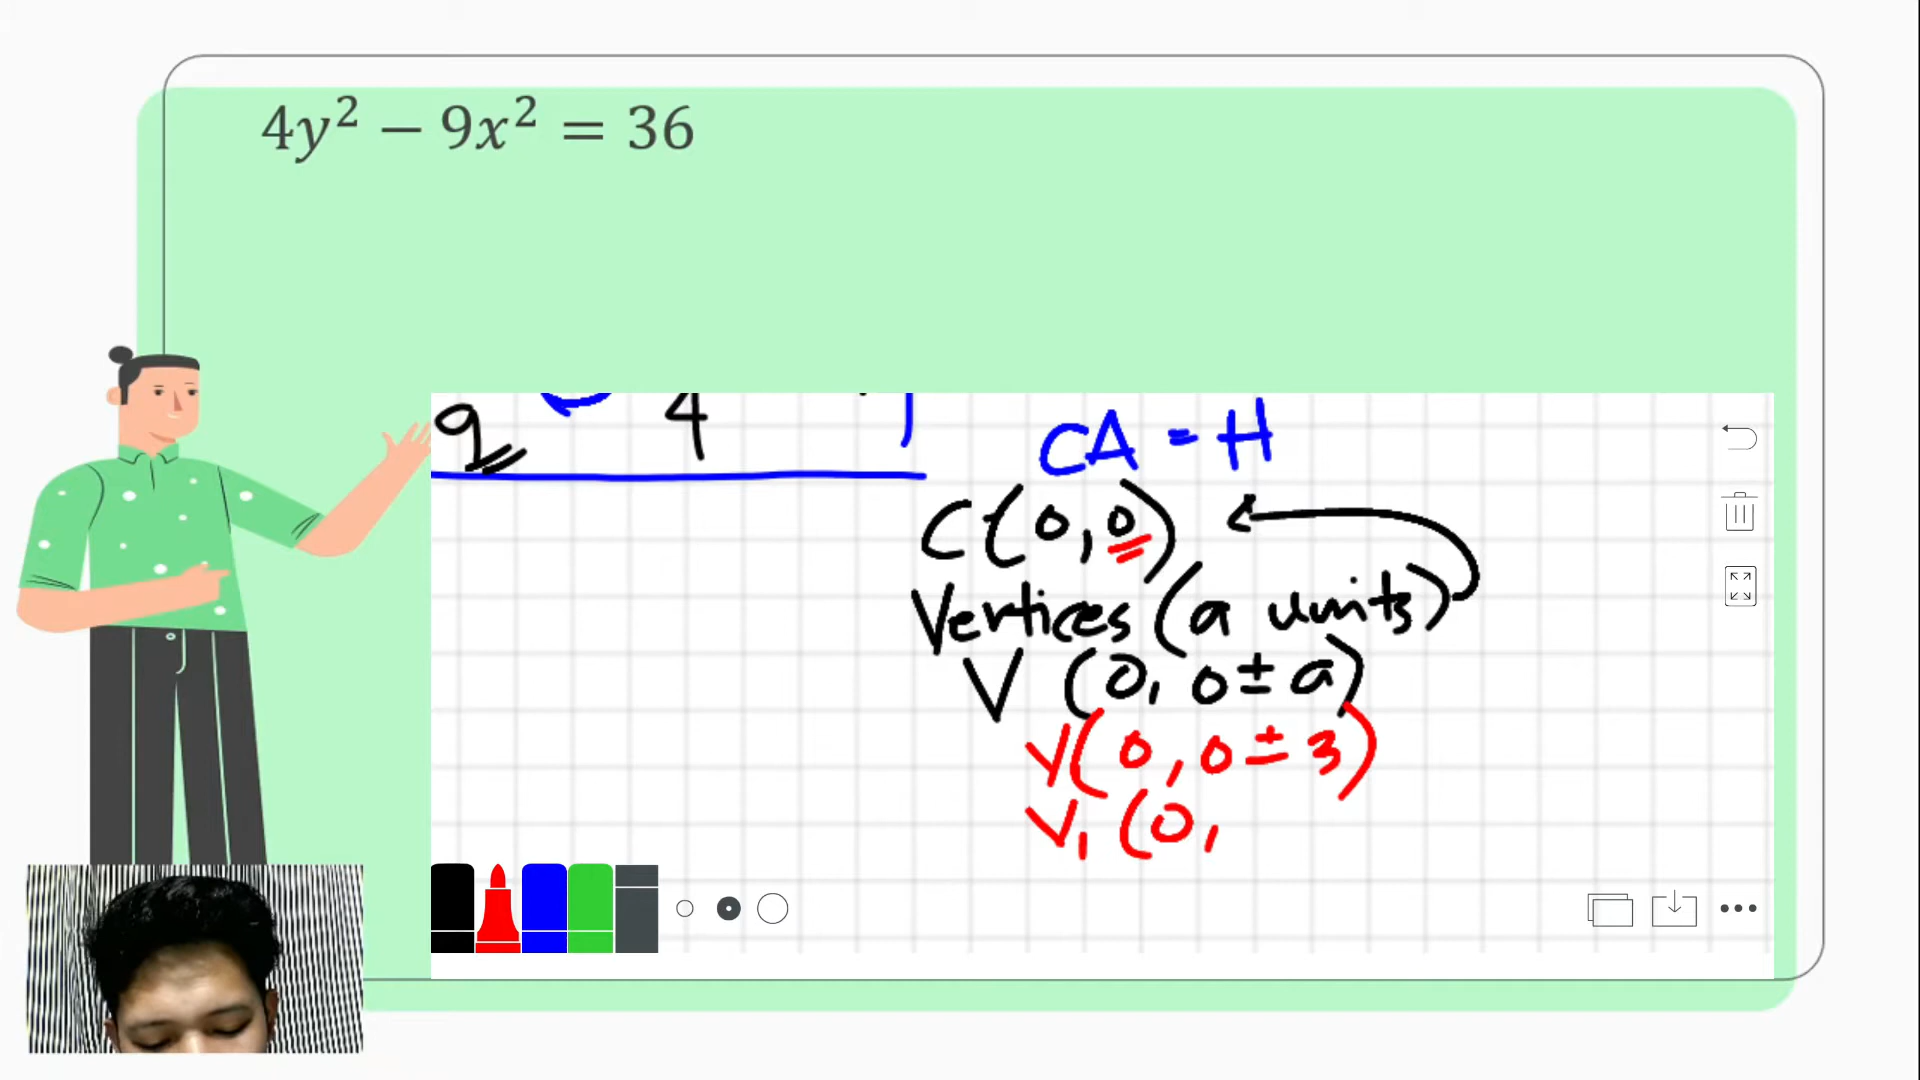 4y² − 9x² = 36
9 4
CA = H
C(0,0)
Vertices (a units)
V (0, 0 ± a)
V(0, 0 ± 3)
V₁ (0,